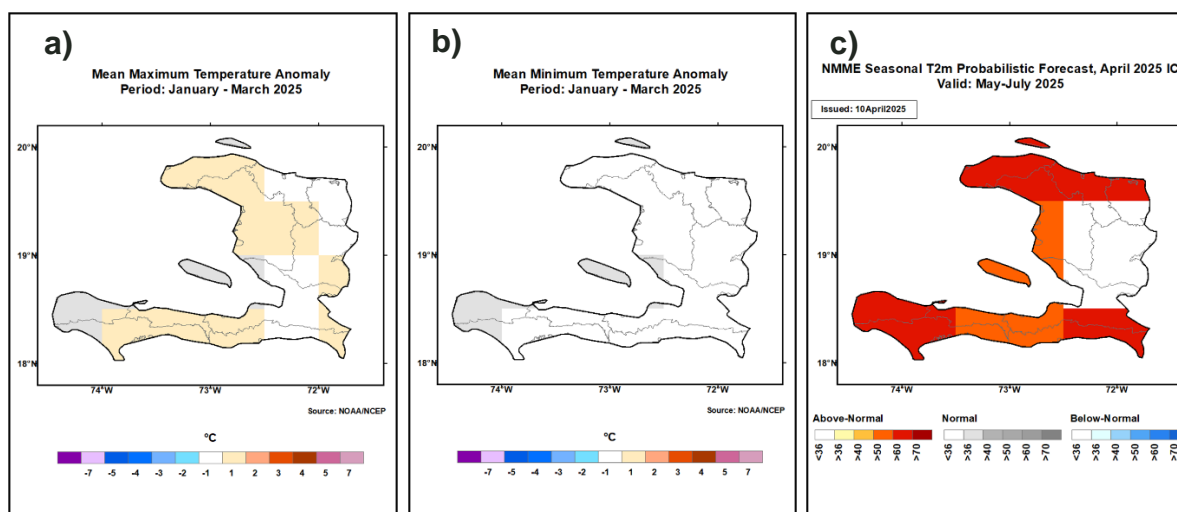 a)
Mean Maximum Temperature Anomaly
Period: January - March 2025
20°N
19°N
18°N
74°W 73°W 72°W
Source: NOAA/NCEP
°C
-7 -5 -4 -3 -2 -1 1 2 3 4 5 7
b)
Mean Minimum Temperature Anomaly
Period: January - March 2025
20°N
19°N
18°N
74°W 73°W 72°W
Source: NOAA/NCEP
°C
-7 -5 -4 -3 -2 -1 1 2 3 4 5 7
c)
NMME Seasonal T2m Probabilistic Forecast, April 2025 IC
Valid: May-July 2025
Issued: 10April2025
20°N
19°N
18°N
74°W 73°W 72°W
Above-Normal Normal Below-Normal
<36 >36 >40 >50 >60 >70 <36 >36 >40 >50 >60 >70 <36 >36 >40 >50 >60 >70